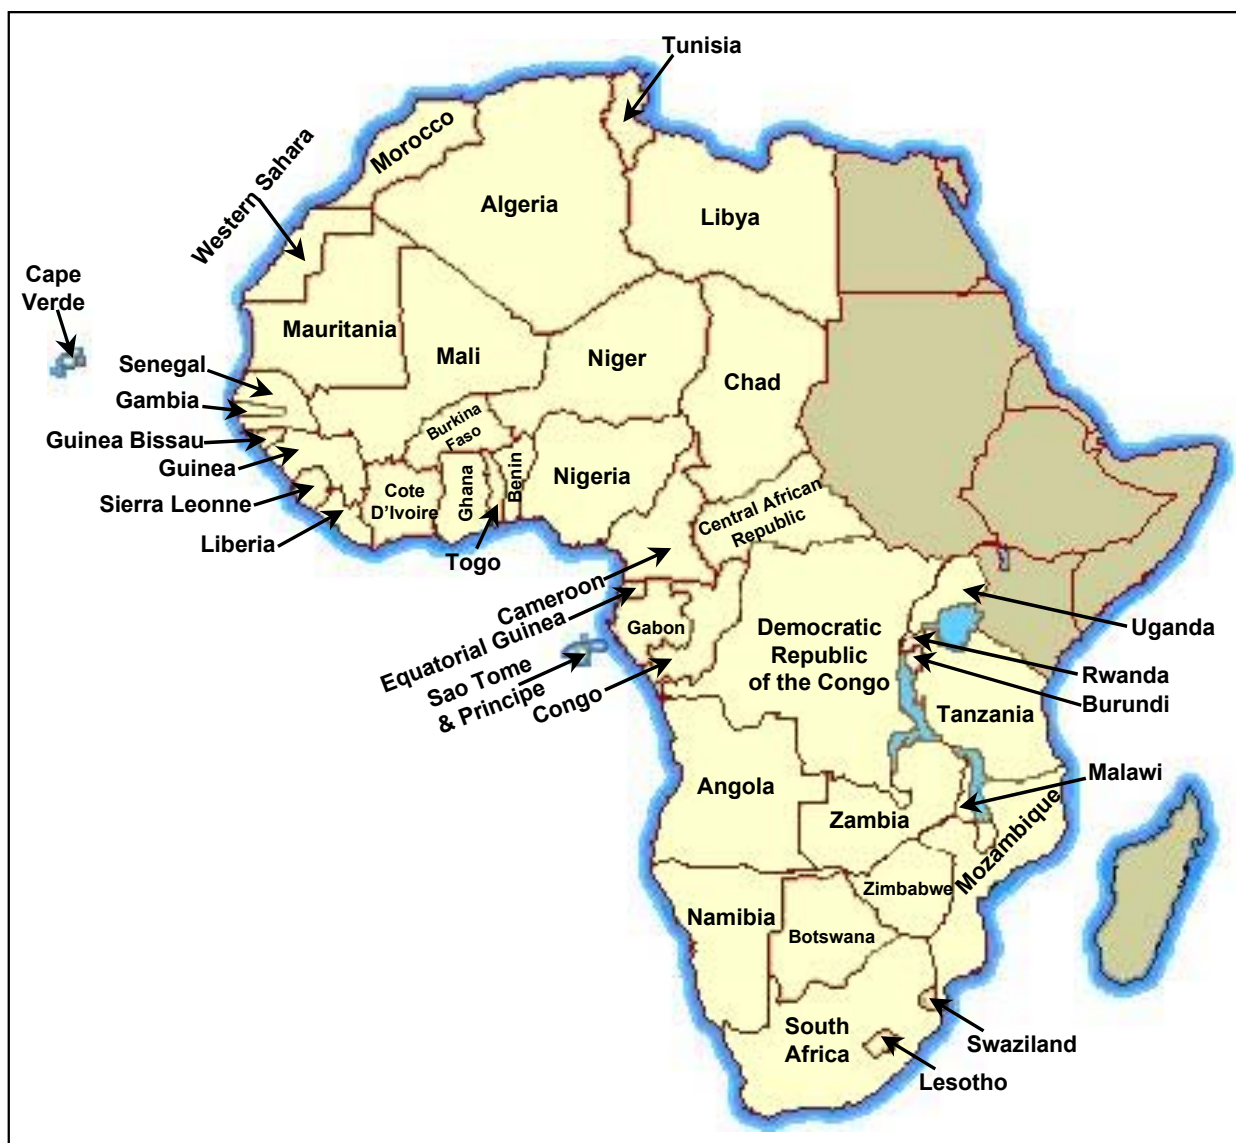 Tunisia
Morocco
Western Sahara
Algeria
Libya
Cape
Verde
Mauritania
Mali
Niger
Chad
Senegal
Gambia
Guinea Bissau
Guinea
Sierra Leonne
Liberia
Burkina
Faso
Cote
D'Ivoire
Ghana
Togo
Benin
Nigeria
Central African
Republic
Cameroon
Equatorial Guinea
Sao Tome
& Principe
Gabon
Congo
Democratic
Republic
of the Congo
Uganda
Rwanda
Burundi
Tanzania
Malawi
Angola
Zambia
Mozambique
Zimbabwe
Namibia
Botswana
South
Africa
Swaziland
Lesotho